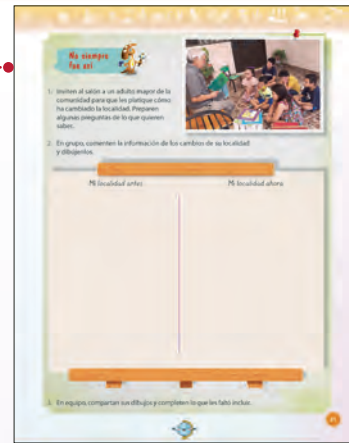 No siempre
fue así
1. Inviten al salón a un adulto mayor de la
comunidad para que les platique cómo
ha cambiado la localidad. Preparen
algunas preguntas de lo que quieren
saber.
2. En grupo, comenten la información de los cambios de su localidad
y dibújenlos.
Mi localidad antes
Mi localidad ahora
3. En equipo, compartan sus dibujos y completen lo que les faltó incluir.